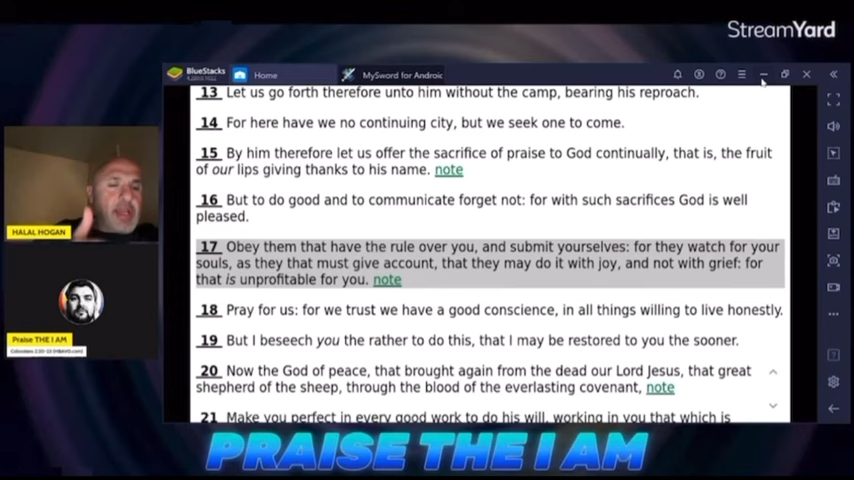 StreamYard
BlueStacks
Home
MySword for Android
13 Let us go forth therefore unto him without the camp, bearing his reproach.
14 For here have we no continuing city, but we seek one to come.
15 By him therefore let us offer the sacrifice of praise to God continually, that is, the fruit
of our lips giving thanks to his name. note
16 But to do good and to communicate forget not: for with such sacrifices God is well
pleased.
17 Obey them that have the rule over you, and submit yourselves: for they watch for your
souls, as they that must give account, that they may do it with joy, and not with grief: for
that is unprofitable for you. note
18 Pray for us: for we trust we have a good conscience, in all things willing to live honestly.
19 But I beseech you the rather to do this, that I may be restored to you the sooner.
20 Now the God of peace, that brought again from the dead our Lord Jesus, that great
shepherd of the sheep, through the blood of the everlasting covenant, note
21 Make you perfect in every good work to do his will, working in you that which is
HALAL HOGAN
Praise THE I AM
PRAISE THE I AM